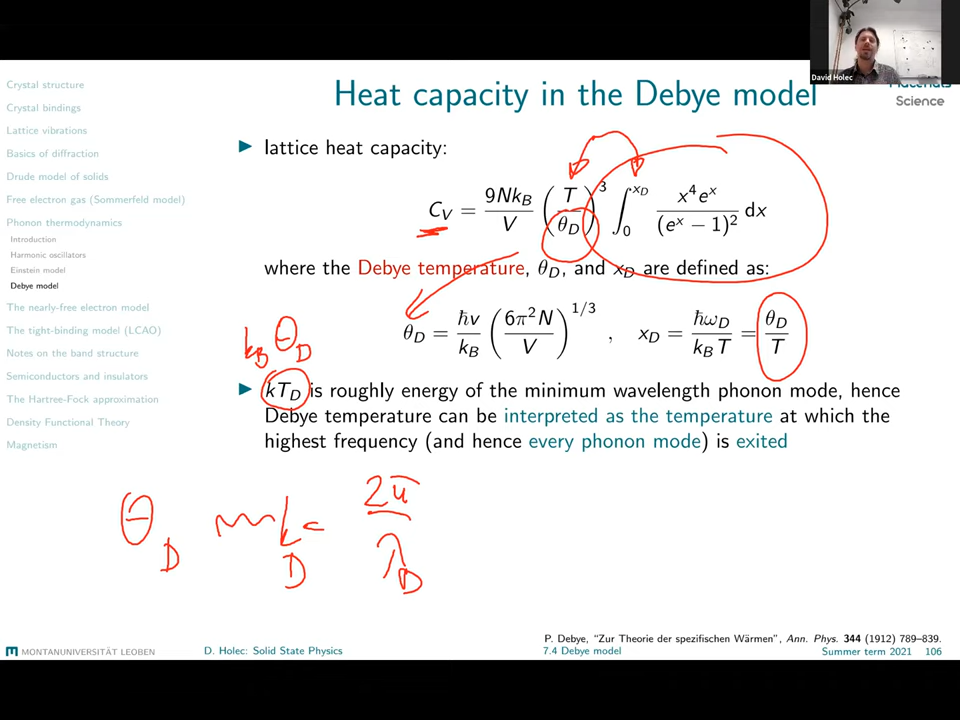 David Holec
Materials
Science
Heat capacity in the Debye model
Crystal structure
Crystal bindings
Lattice vibrations
Basics of diffraction
Drude model of solids
Free electron gas (Sommerfeld model)
Phonon thermodynamics
Introduction
Harmonic oscillators
Einstein model
Debye model
The nearly-free electron model
The tight-binding model (LCAO)
Notes on the band structure
Semiconductors and insulators
The Hartree-Fock approximation
Density Functional Theory
Magnetism
▶ lattice heat capacity:
C_V = 9Nk_B/V (T/θ_D)^3 ∫_0^{x_D} x^4 e^x/(e^x − 1)^2 dx
where the Debye temperature, θ_D, and x_D are defined as:
θ_D = ħv/k_B (6π^2N/V)^{1/3} , x_D = ħω_D/k_BT = θ_D/T
k_B θ_D
▶ kT_D is roughly energy of the minimum wavelength phonon mode, hence
Debye temperature can be interpreted as the temperature at which the
highest frequency (and hence every phonon mode) is exited
θ_D k_D = 2π/λ_D
P. Debye, "Zur Theorie der spezifischen Wärmen", Ann. Phys. 344 (1912) 789–839.
MONTANUNIVERSITÄT LEOBEN D. Holec: Solid State Physics 7.4 Debye model Summer term 2021 106